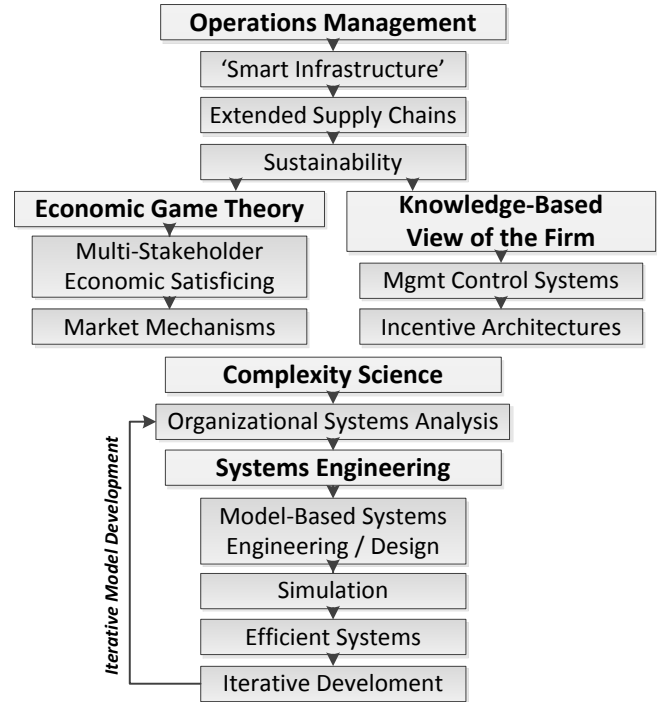 Operations Management
‘Smart Infrastructure’
Extended Supply Chains
Sustainability
Economic Game Theory
Multi-Stakeholder
Economic Satisficing
Market Mechanisms
Knowledge-Based
View of the Firm
Mgmt Control Systems
Incentive Architectures
Complexity Science
Organizational Systems Analysis
Systems Engineering
Model-Based Systems
Engineering / Design
Simulation
Efficient Systems
Iterative Develoment
Iterative Model Development